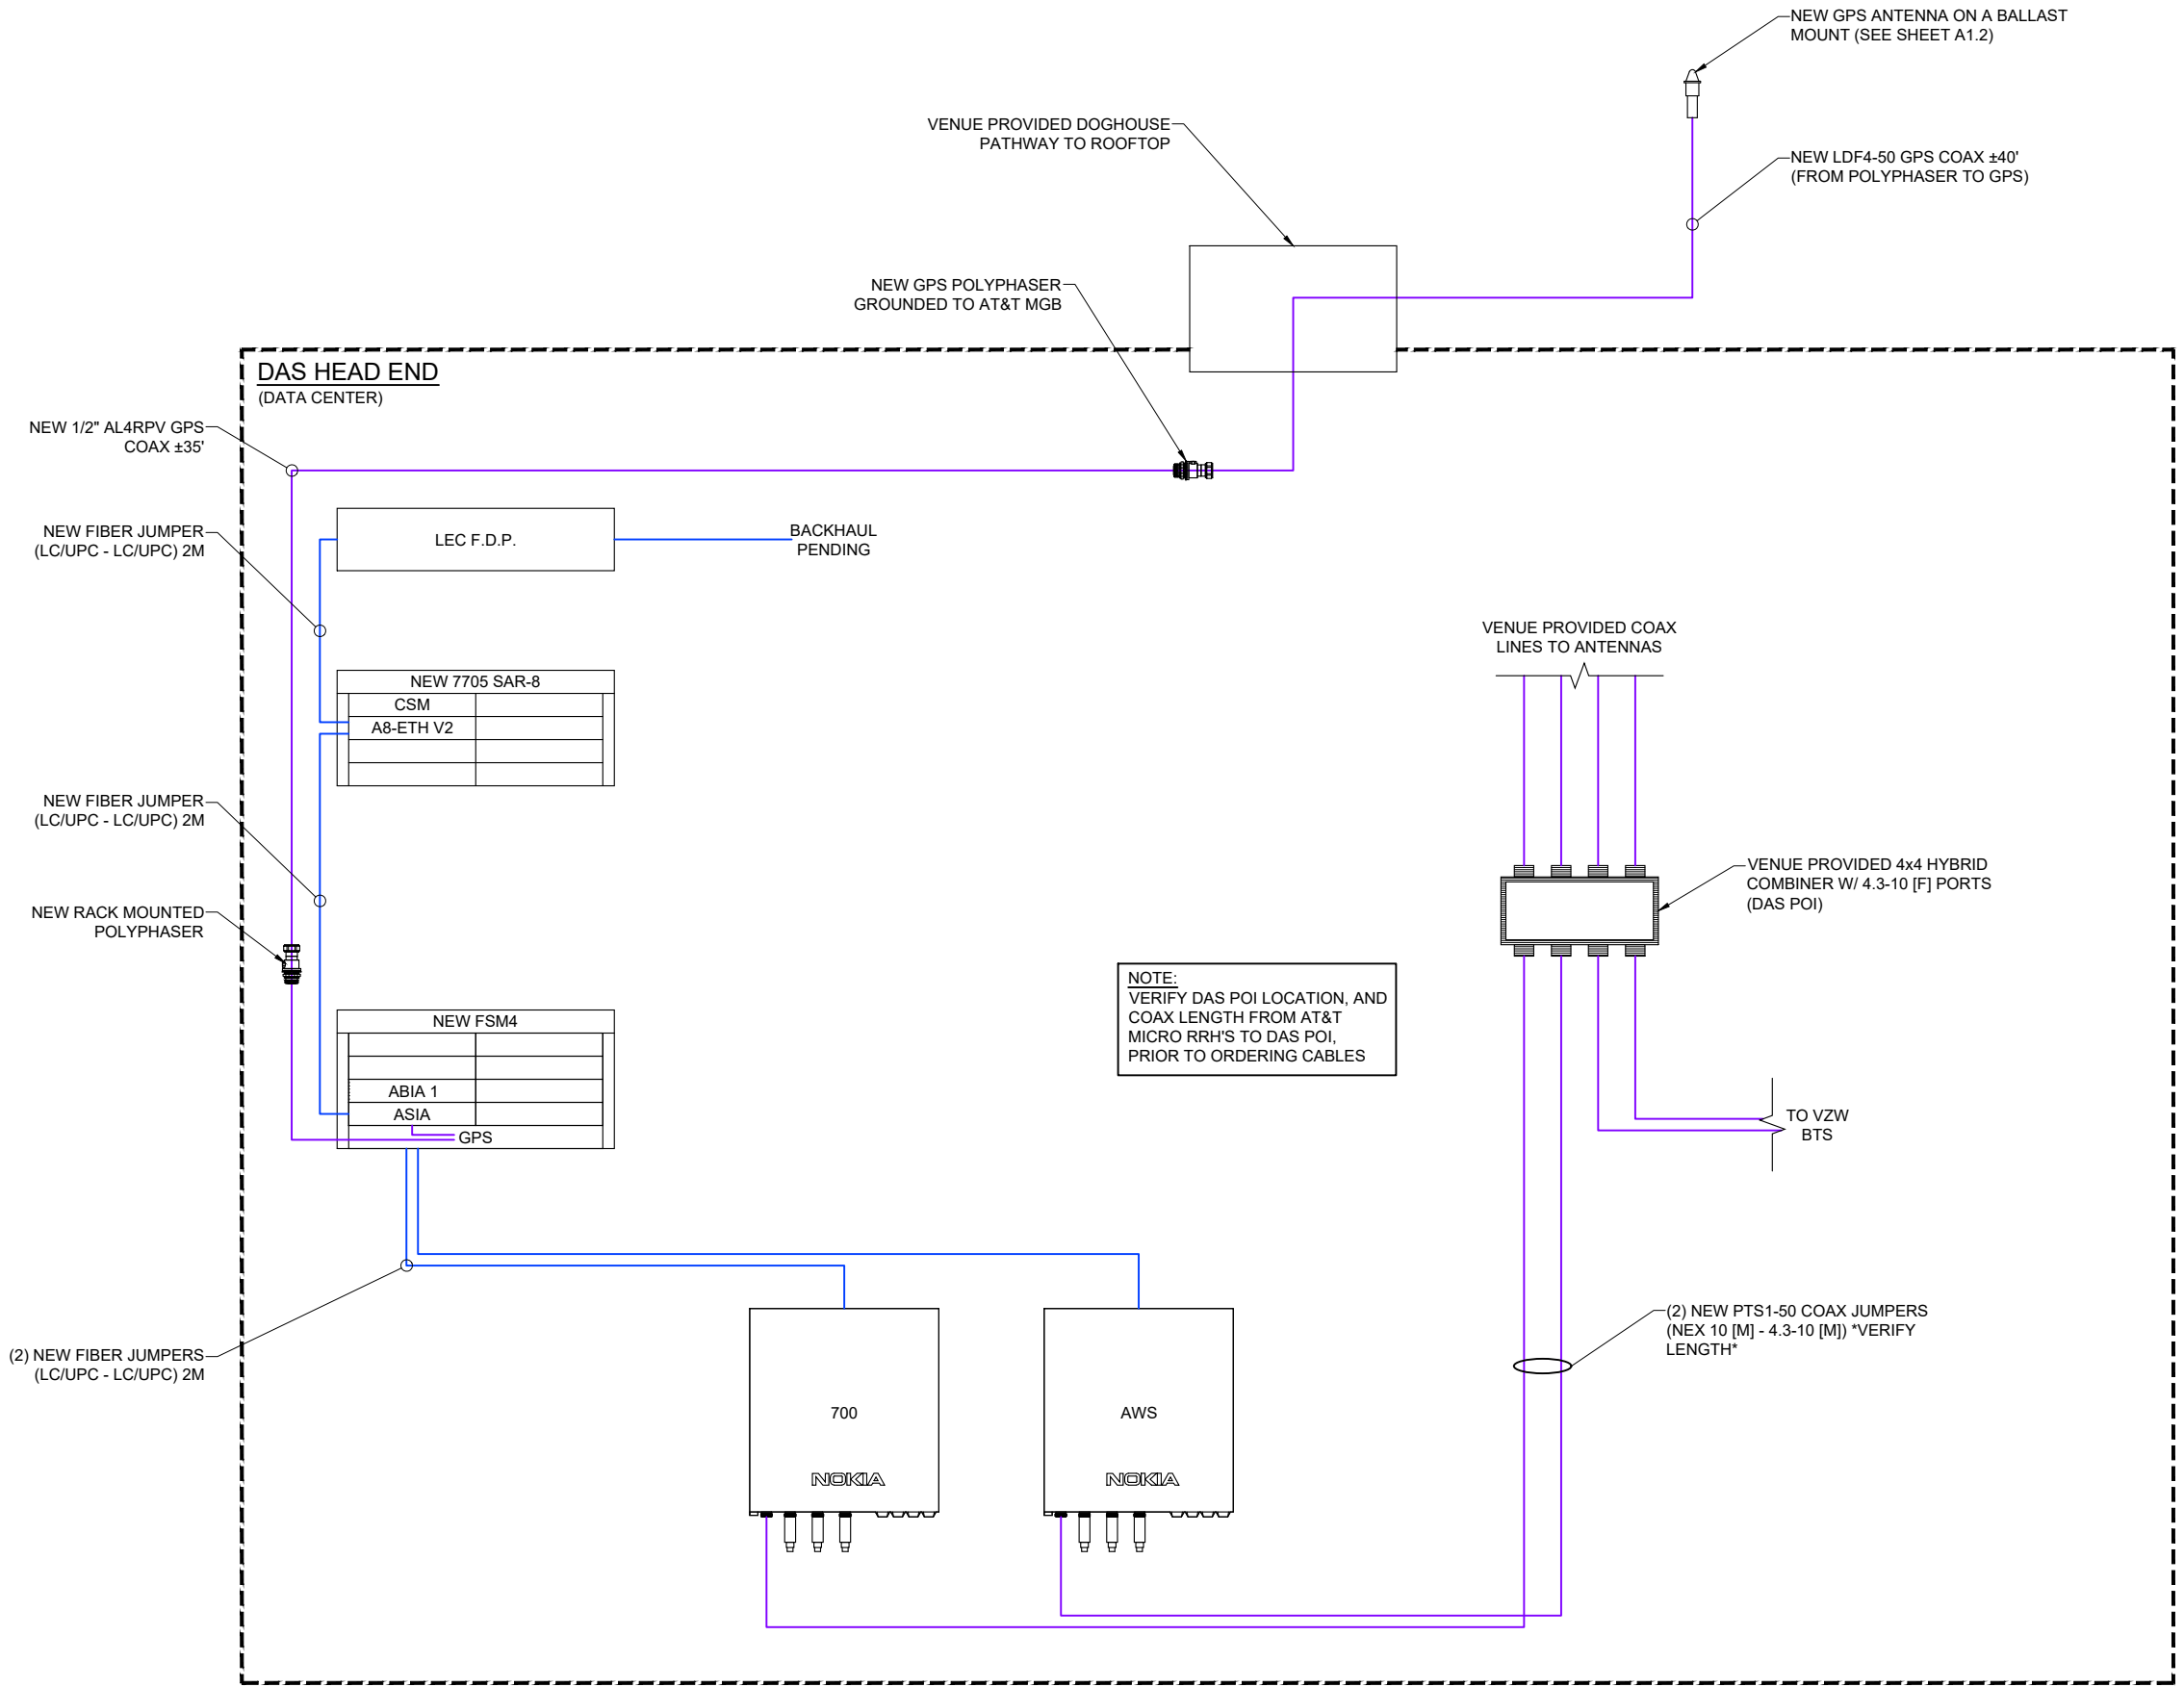 NEW GPS ANTENNA ON A BALLAST
MOUNT (SEE SHEET A1.2)
VENUE PROVIDED DOGHOUSE
PATHWAY TO ROOFTOP
NEW LDF4-50 GPS COAX ±40'
(FROM POLYPHASER TO GPS)
NEW GPS POLYPHASER
GROUNDED TO AT&T MGB
DAS HEAD END
(DATA CENTER)
NEW 1/2" AL4RPV GPS
COAX ±35'
NEW FIBER JUMPER
(LC/UPC - LC/UPC) 2M
LEC F.D.P.
BACKHAUL
PENDING
VENUE PROVIDED COAX
LINES TO ANTENNAS
NEW 7705 SAR-8
CSM
A8-ETH V2
NEW FIBER JUMPER
(LC/UPC - LC/UPC) 2M
VENUE PROVIDED 4x4 HYBRID
COMBINER W/ 4.3-10 [F] PORTS
(DAS POI)
NEW RACK MOUNTED
POLYPHASER
NOTE:
VERIFY DAS POI LOCATION, AND
COAX LENGTH FROM AT&T
MICRO RRH'S TO DAS POI,
PRIOR TO ORDERING CABLES
NEW FSM4
ABIA 1
ASIA
GPS
TO VZW
BTS
(2) NEW PTS1-50 COAX JUMPERS
(NEX 10 [M] - 4.3-10 [M]) *VERIFY
LENGTH*
(2) NEW FIBER JUMPERS
(LC/UPC - LC/UPC) 2M
700
NOKIA
AWS
NOKIA